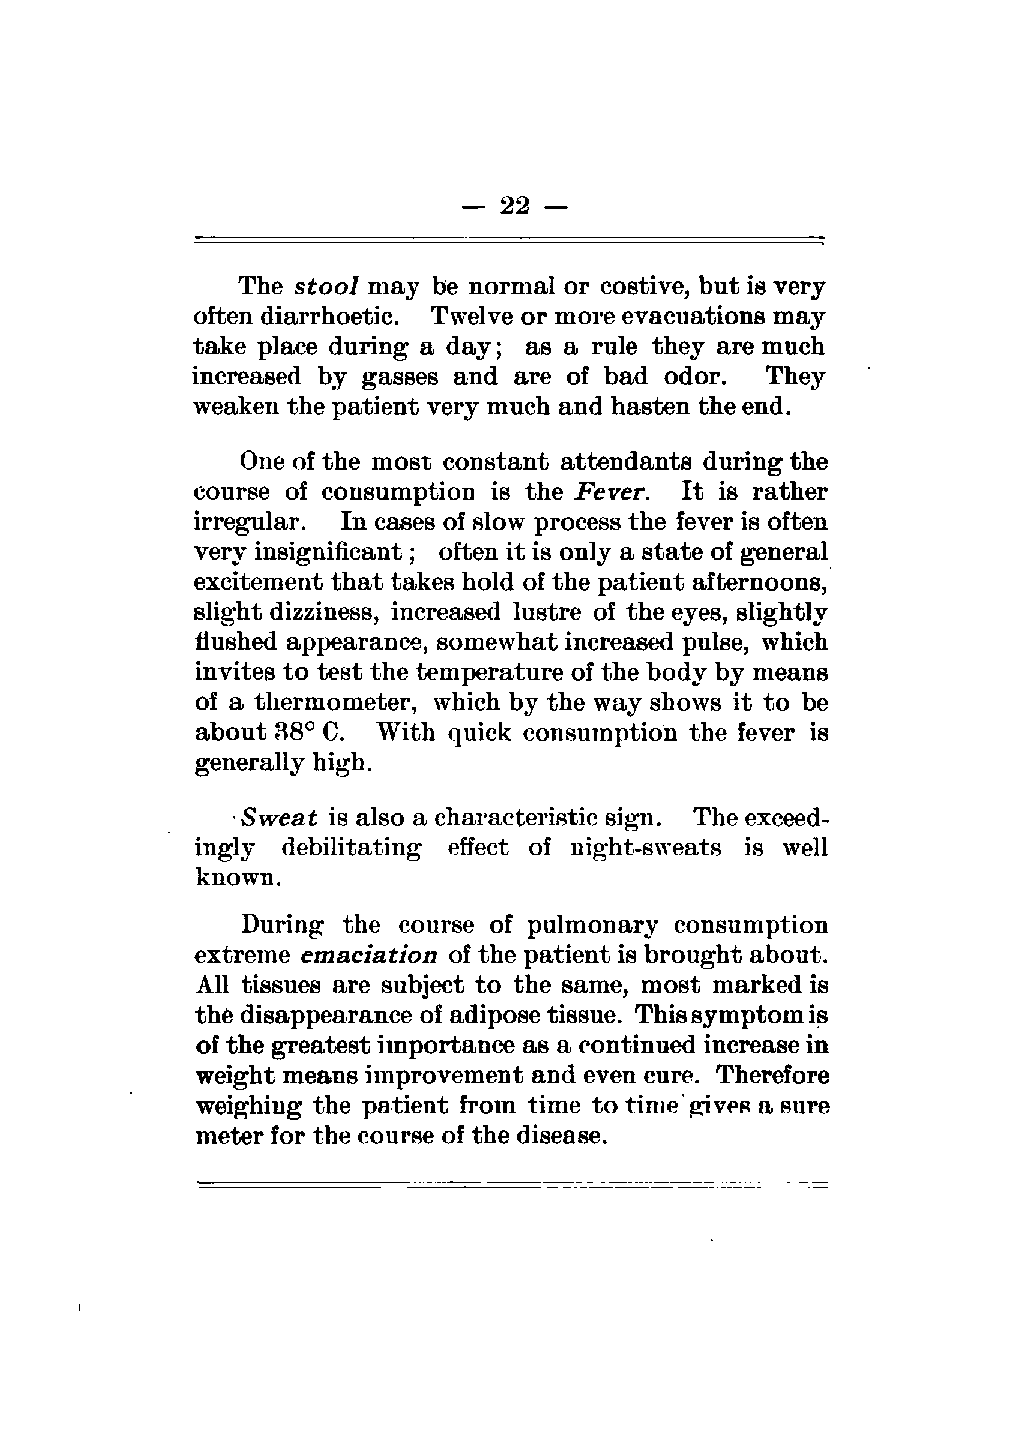 — 22 —
The stool may be normal or costive, but is very
often diarrhoetic. Twelve or more evacuations may
take place during a day; as a rule they are much
increased by gasses and are of bad odor. They
weaken the patient very much and hasten the end.
One of the most constant attendants during the
course of consumption is the Fever. It is rather
irregular. In cases of slow process the fever is often
very insignificant; often it is only a state of general
excitement that takes hold of the patient afternoons,
slight dizziness, increased lustre of the eyes, slightly
flushed appearance, somewhat increased pulse, which
invites to test the temperature of the body by means
of a thermometer, which by the way shows it to be
about 38° C. With quick consumption the fever is
generally high.
Sweat is also a characteristic sign. The exceed-
ingly debilitating effect of night-sweats is well
known.
During the course of pulmonary consumption
extreme emaciation of the patient is brought about.
All tissues are subject to the same, most marked is
the disappearance of adipose tissue. This symptom is
of the greatest importance as a continued increase in
weight means improvement and even cure. Therefore
weighing the patient from time to time gives a sure
meter for the course of the disease.